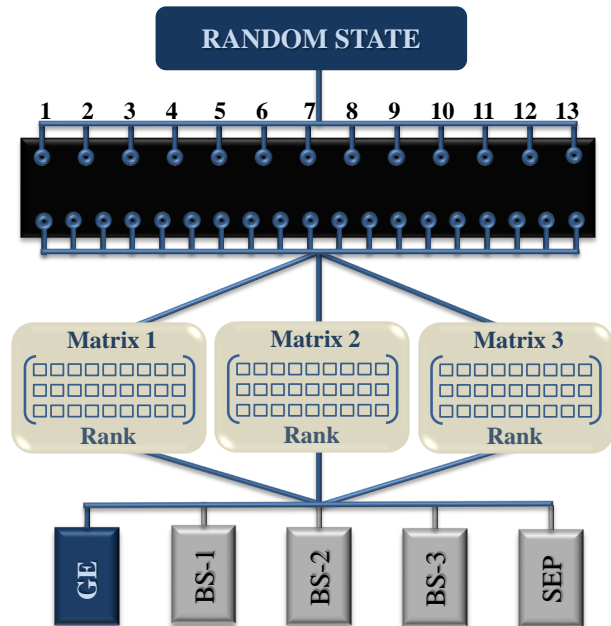 RANDOM STATE
1 2 3 4 5 6 7 8 9 10 11 12 13
Matrix 1 Matrix 2 Matrix 3
Rank Rank Rank
GE BS-1 BS-2 BS-3 SEP